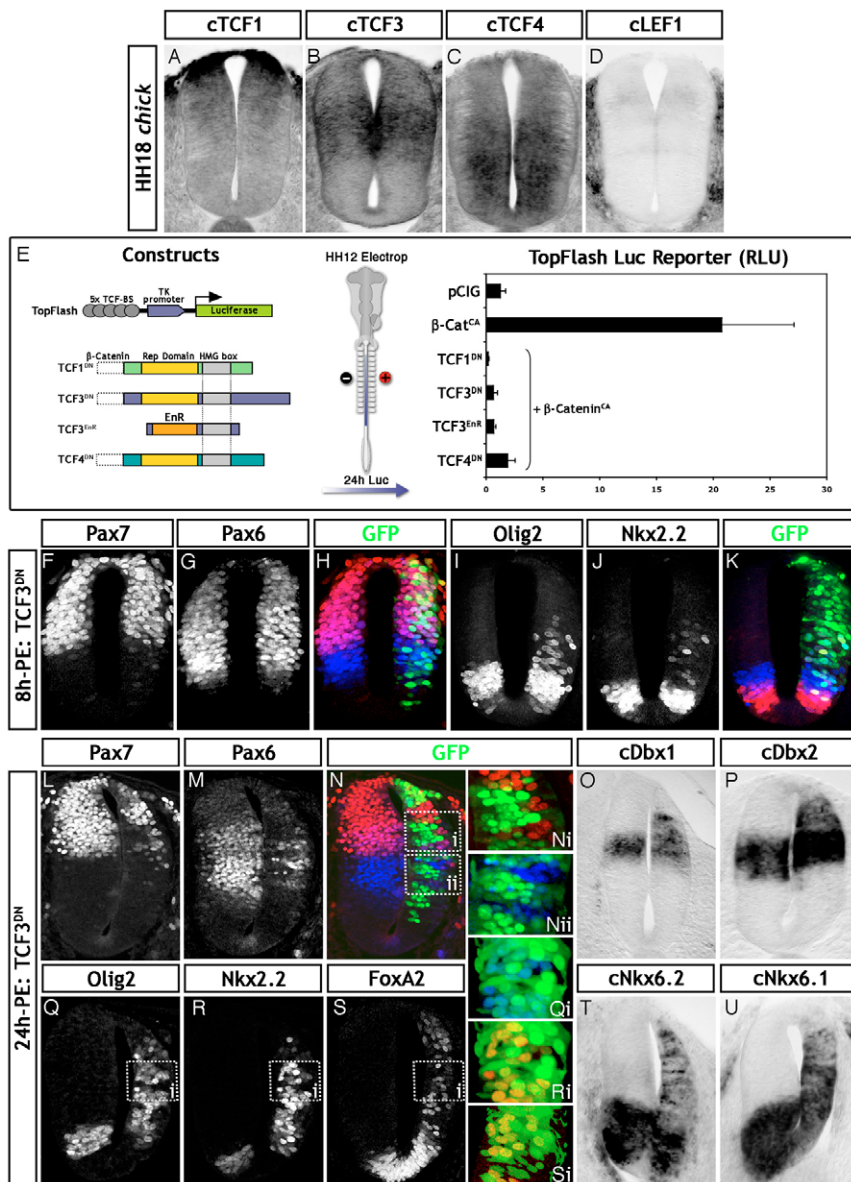 cTCF1 cTCF3 cTCF4 cLEF1
A B C D
HH18 chick
E Constructs
HH12 Electrop
TopFlash Luc Reporter (RLU)
5x TCF-BS TK promoter
TopFlash Luciferase
β-Catenin Rep Domain HMG box
TCF1DN
TCF3DN
EnR
TCF3EnR
TCF4DN
- +
24h Luc
pCIG
β-CatCA
TCF1DN
TCF3DN
TCF3EnR
TCF4DN
+ β-CateninCA
0 5 10 15 20 25 30
8h-PE: TCF3DN
Pax7 Pax6 GFP Olig2 Nkx2.2 GFP
F G H I J K
24h-PE: TCF3DN
Pax7 Pax6 GFP cDbx1 cDbx2
L M N O P
i
ii
Ni
Nii
Qi
Ri
Si
Olig2 Nkx2.2 FoxA2 cNkx6.2 cNkx6.1
Q R S T U
i i i